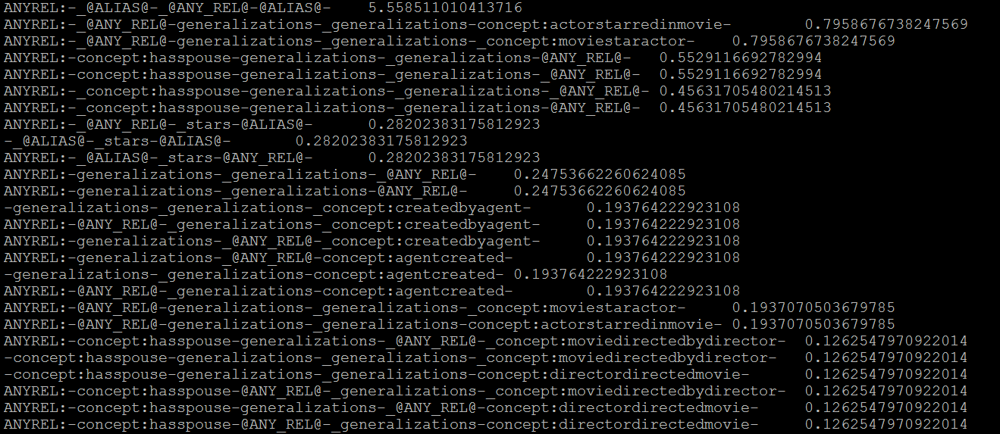 ANYREL:-_@ALIAS@-_@ANY_REL@-@ALIAS@- 5.558511010413716
ANYREL:-_@ANY_REL@-generalizations-_generalizations-concept:actorstarredinmovie- 0.7958676738247569
ANYREL:-_@ANY_REL@-generalizations-_generalizations-_concept:moviestaractor- 0.7958676738247569
ANYREL:-concept:hasspouse-generalizations-_generalizations-@ANY_REL@- 0.5529116692782994
ANYREL:-concept:hasspouse-generalizations-_generalizations-_@ANY_REL@- 0.5529116692782994
ANYREL:-_concept:hasspouse-generalizations-_generalizations-_@ANY_REL@- 0.45631705480214513
ANYREL:-_concept:hasspouse-generalizations-_generalizations-@ANY_REL@- 0.45631705480214513
ANYREL:-_@ANY_REL@-_stars-@ALIAS@- 0.28202383175812923
-_@ALIAS@-_stars-@ALIAS@- 0.28202383175812923
ANYREL:-_@ALIAS@-_stars-@ANY_REL@- 0.28202383175812923
ANYREL:-generalizations-_generalizations-_@ANY_REL@- 0.24753662260624085
ANYREL:-generalizations-_generalizations-@ANY_REL@- 0.24753662260624085
-generalizations-_generalizations-_concept:createdbyagent- 0.193764222923108
ANYREL:-@ANY_REL@-_generalizations-_concept:createdbyagent- 0.193764222923108
ANYREL:-generalizations-_@ANY_REL@-_concept:createdbyagent- 0.193764222923108
ANYREL:-generalizations-_@ANY_REL@-concept:agentcreated- 0.193764222923108
-generalizations-_generalizations-concept:agentcreated- 0.193764222923108
ANYREL:-@ANY_REL@-_generalizations-concept:agentcreated- 0.193764222923108
ANYREL:-@ANY_REL@-generalizations-_generalizations-_concept:moviestaractor- 0.1937070503679785
ANYREL:-@ANY_REL@-generalizations-_generalizations-concept:actorstarredinmovie- 0.1937070503679785
ANYREL:-concept:hasspouse-generalizations-_@ANY_REL@-_concept:moviedirectedbydirector- 0.1262547970922014
-concept:hasspouse-generalizations-_generalizations-_concept:moviedirectedbydirector- 0.1262547970922014
-concept:hasspouse-generalizations-_generalizations-concept:directordirectedmovie- 0.1262547970922014
ANYREL:-concept:hasspouse-@ANY_REL@-_generalizations-_concept:moviedirectedbydirector- 0.1262547970922014
ANYREL:-concept:hasspouse-generalizations-_@ANY_REL@-concept:directordirectedmovie- 0.1262547970922014
ANYREL:-concept:hasspouse-@ANY_REL@-_generalizations-concept:directordirectedmovie- 0.1262547970922014